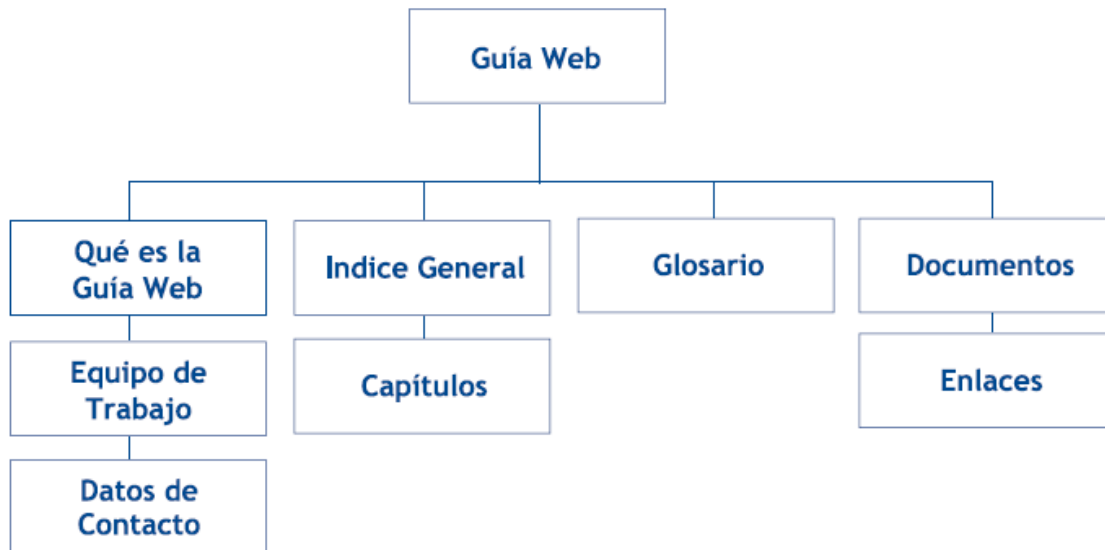 Guía Web
Qué es la
Guía Web
Indice General
Glosario
Documentos
Equipo de
Trabajo
Capítulos
Enlaces
Datos de
Contacto